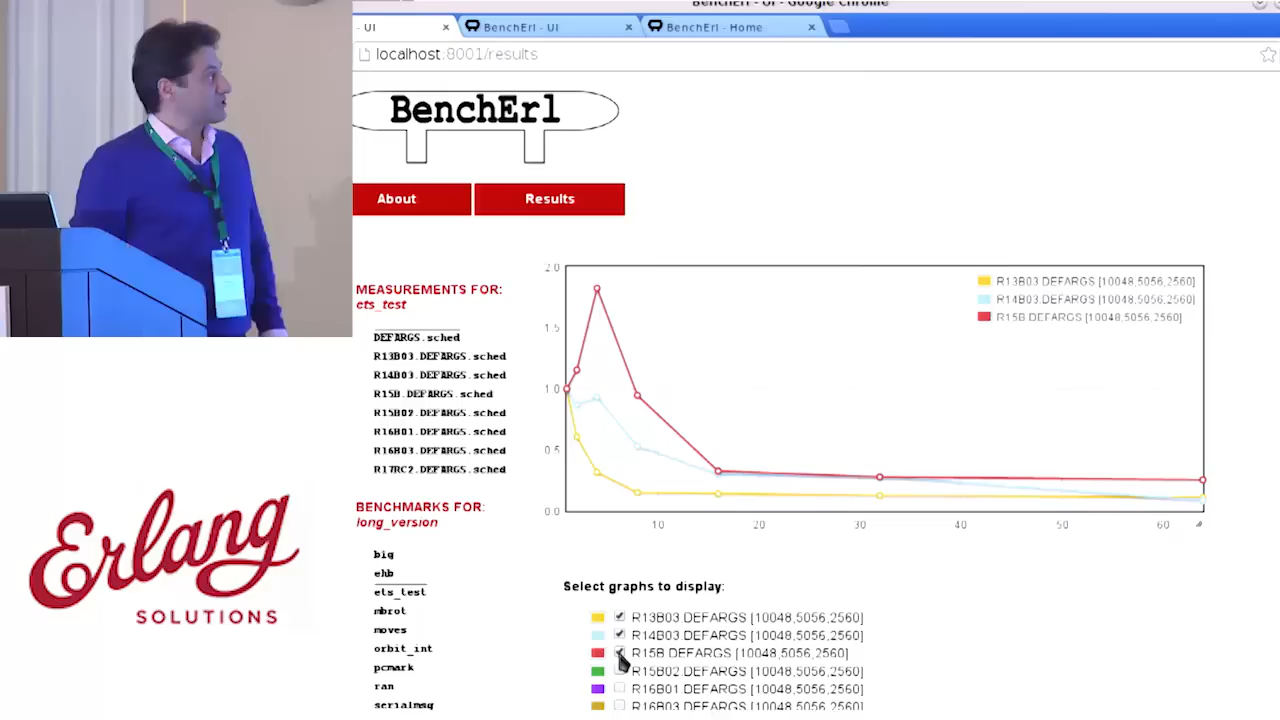 BenchErl - UI - Google Chrome
- UI
BenchErl - UI
BenchErl - Home
localhost:8001/results
BenchErl
About
Results
MEASUREMENTS FOR:
ets_test
DEFARGS.sched
R13B03.DEFARGS.sched
R14B03.DEFARGS.sched
R15B.DEFARGS.sched
R15B02.DEFARGS.sched
R16B01.DEFARGS.sched
R16B03.DEFARGS.sched
R17RC2.DEFARGS.sched
BENCHMARKS FOR:
long_version
big
ehb
ets_test
mbrot
moves
orbit_int
pcmark
ran
serialmsg
2.0
1.5
1.0
0.5
0.0
10
20
30
40
50
60
R13B03 DEFARGS [10048,5056,2560]
R14B03 DEFARGS [10048,5056,2560]
R15B DEFARGS [10048,5056,2560]
Select graphs to display:
R13B03 DEFARGS [10048,5056,2560]
R14B03 DEFARGS [10048,5056,2560]
R15B DEFARGS [10048,5056,2560]
R15B02 DEFARGS [10048,5056,2560]
R16B01 DEFARGS [10048,5056,2560]
R16B03 DEFARGS [10048,5056,2560]
Erlang
SOLUTIONS